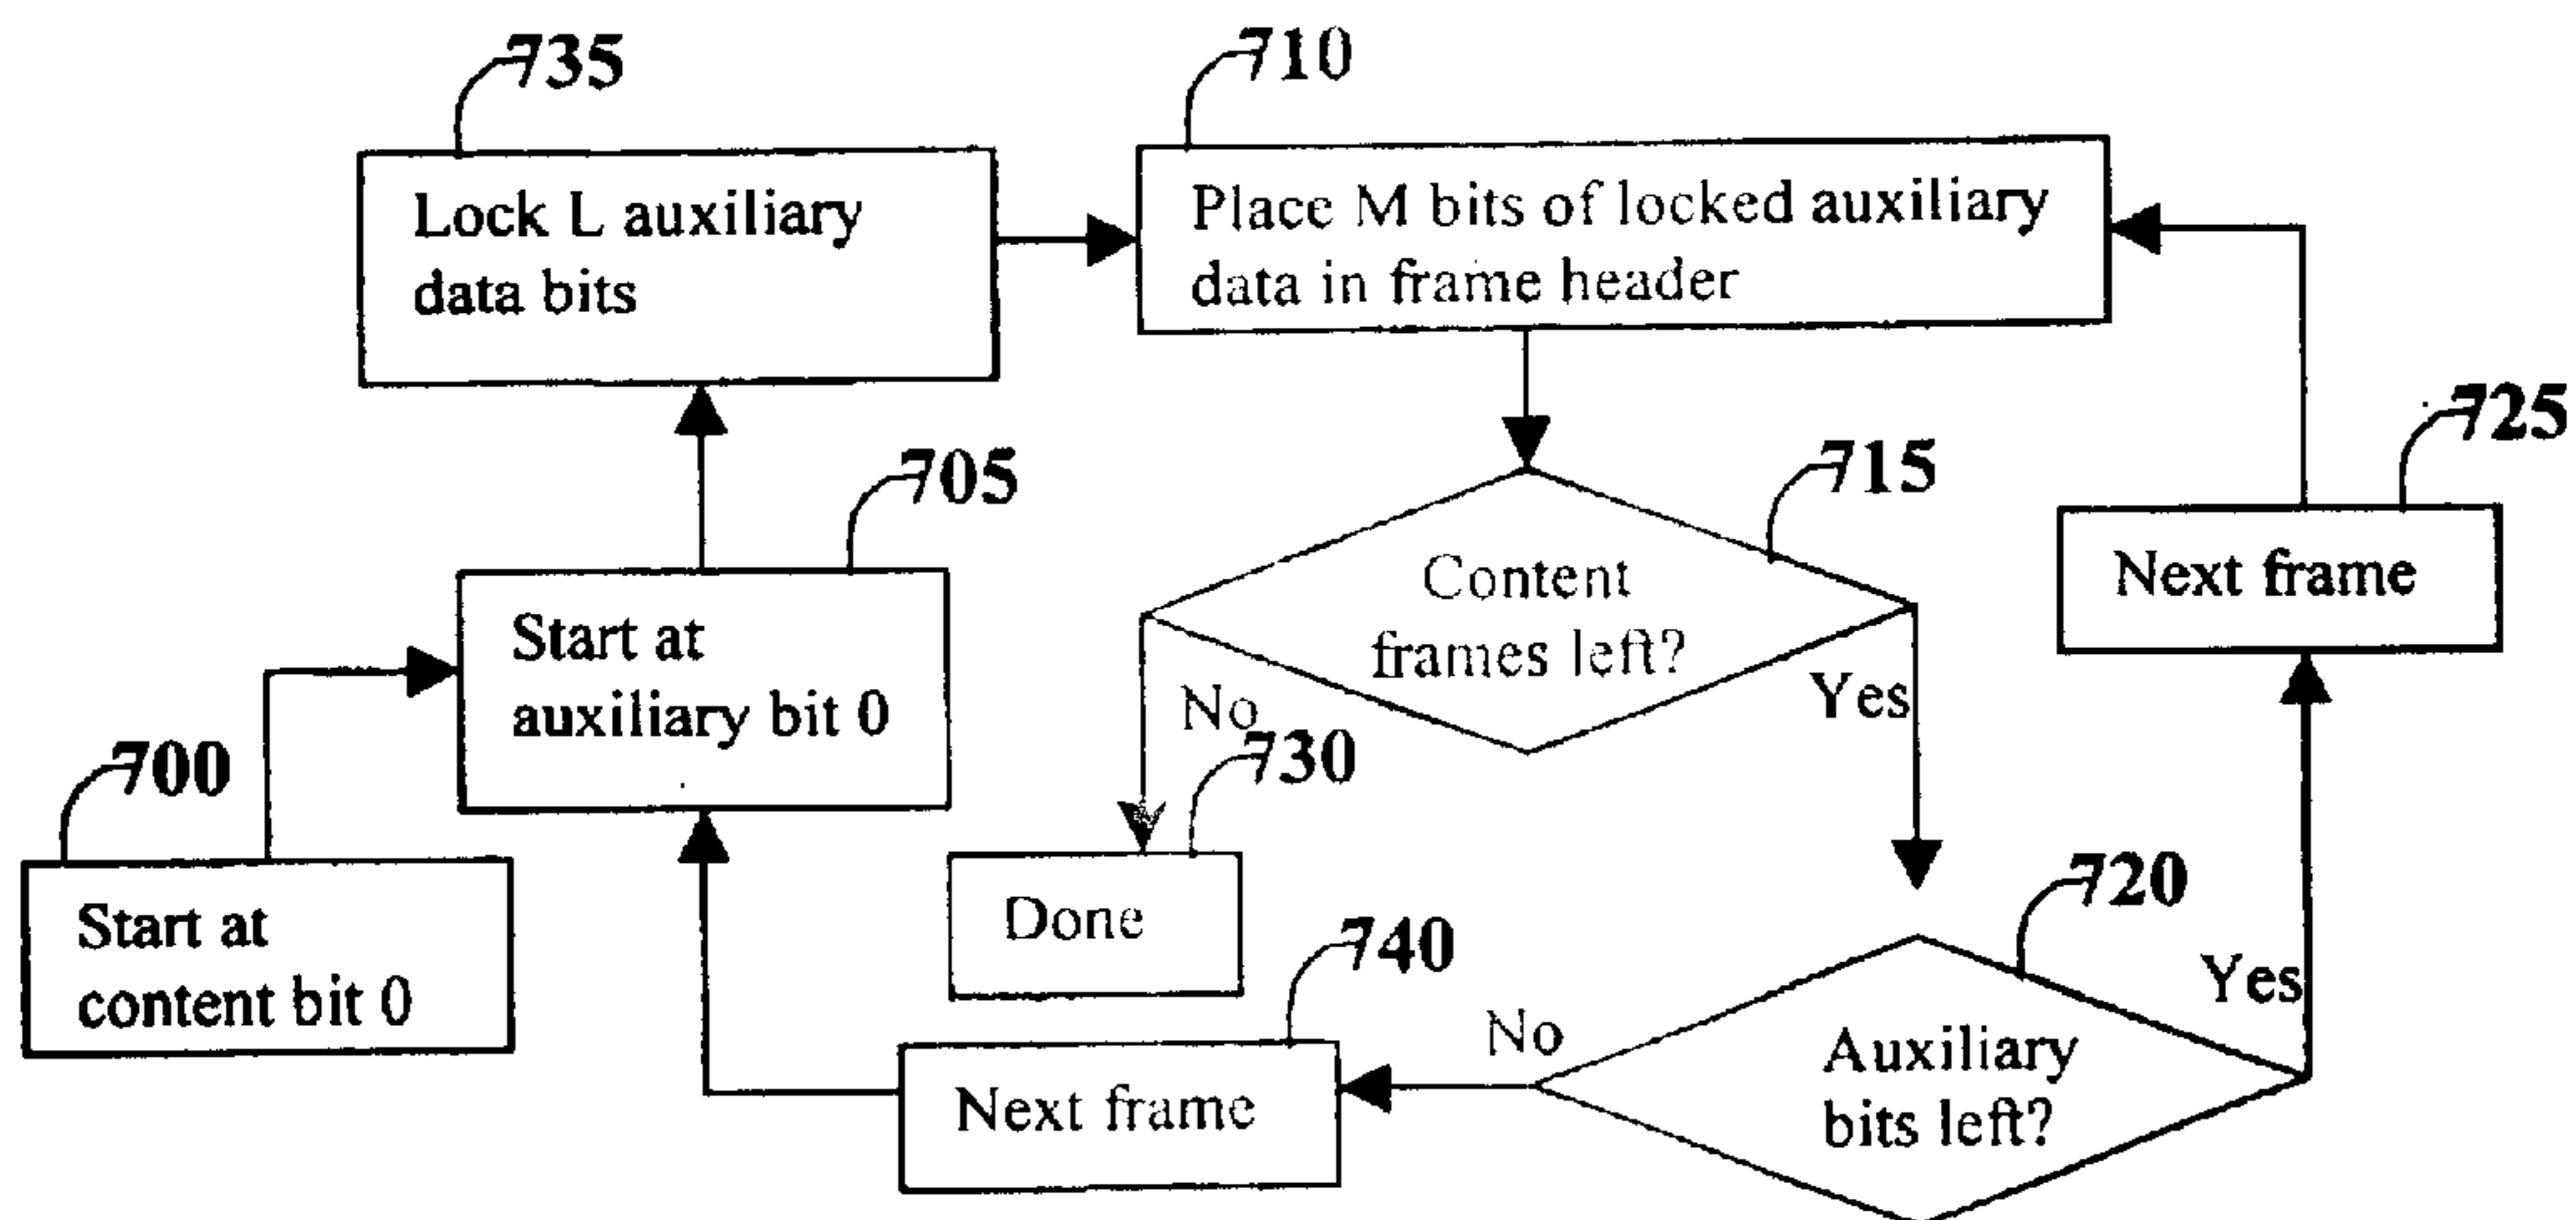 735
710
Lock L auxiliary
data bits
Place M bits of locked auxiliary
data in frame header
725
705
715
Start at
auxiliary bit 0
Content
frames left?
Next frame
No
Yes
700
730
720
Start at
content bit 0
Done
740
Yes
No
Next frame
Auxiliary
bits left?